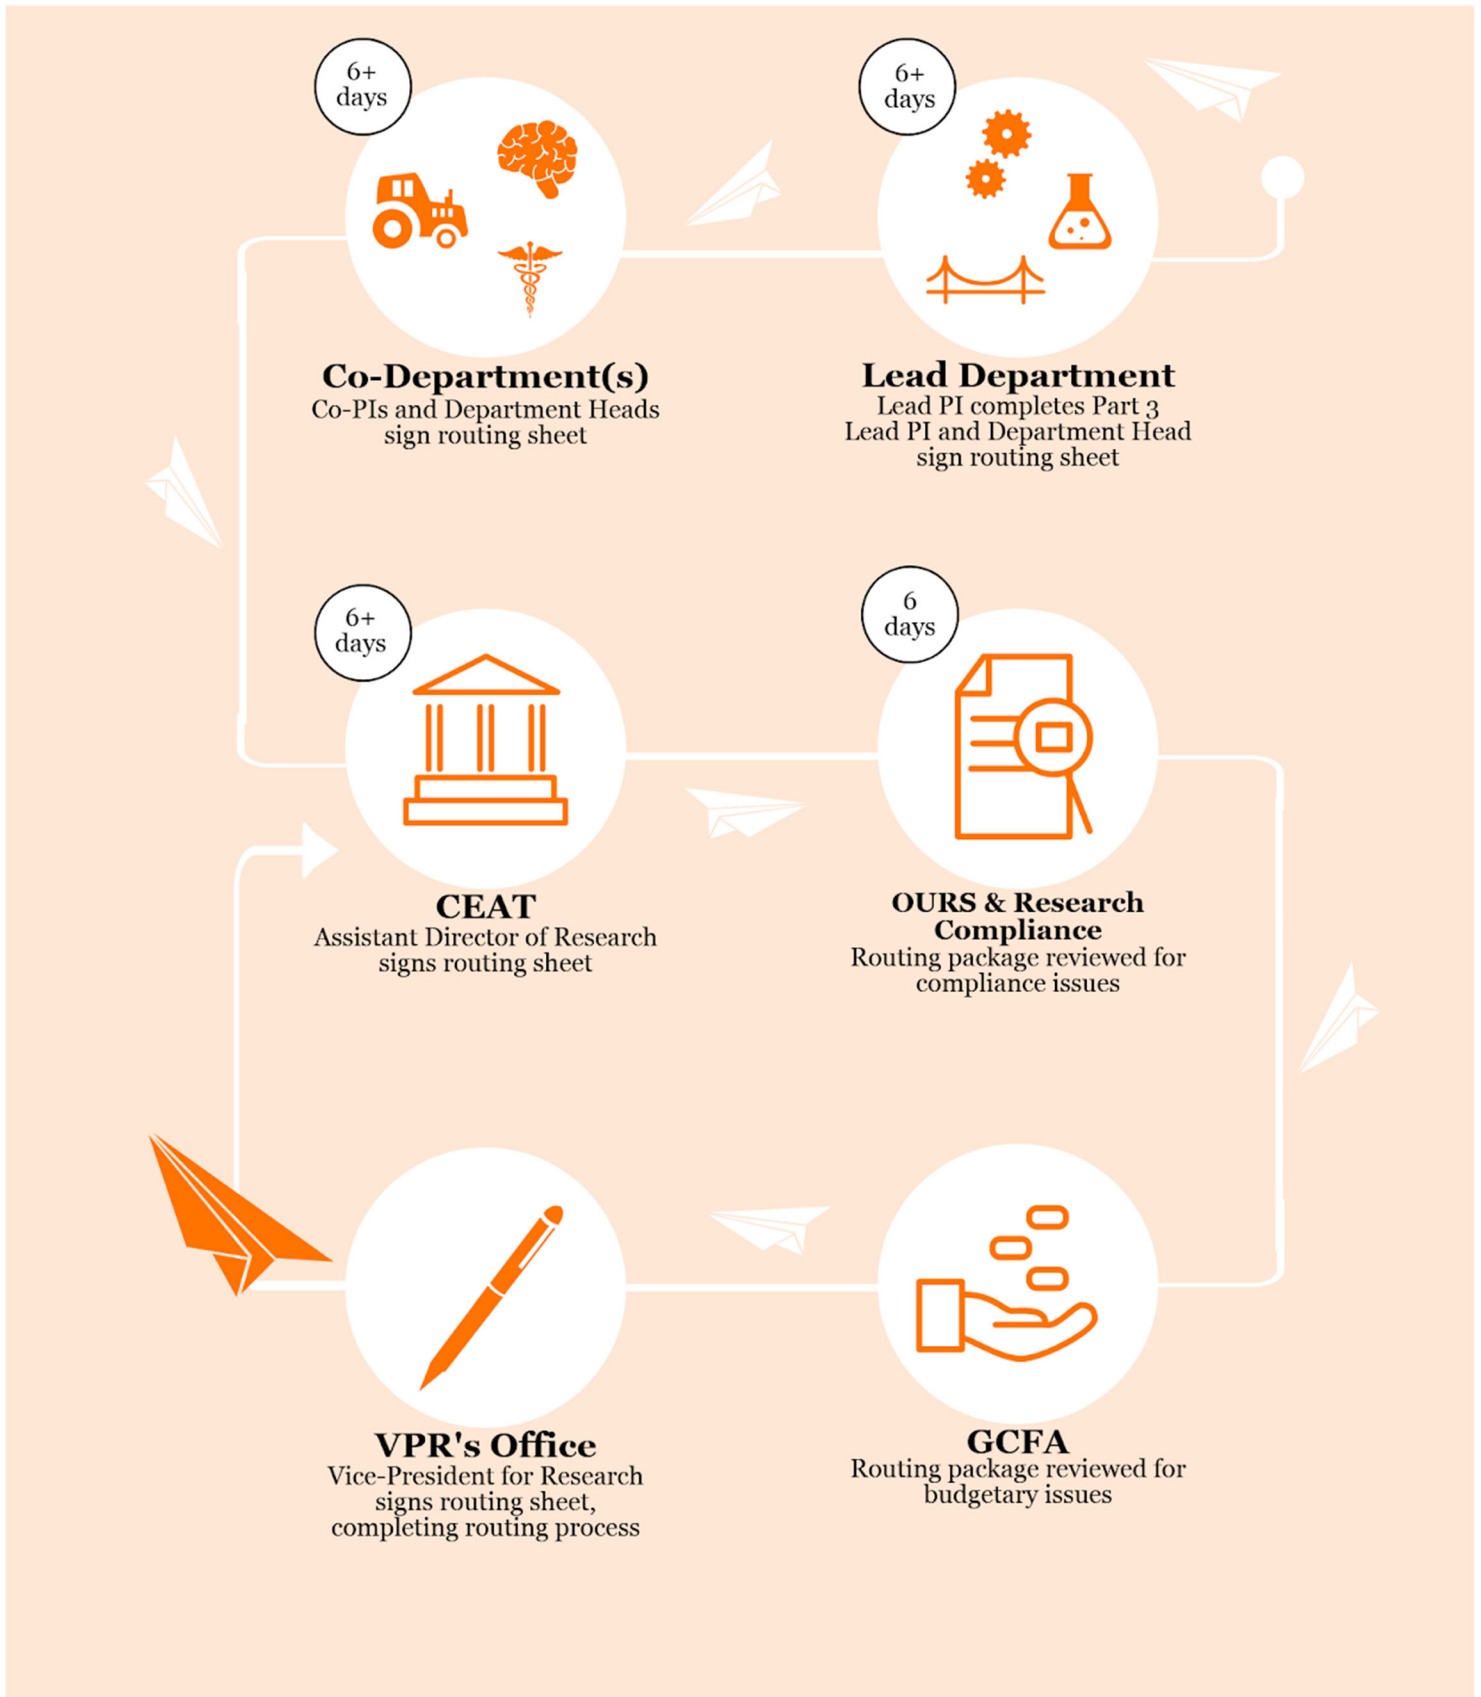 6+
days
Co-Department(s)
Co-PIs and Department Heads
sign routing sheet
6+
days
Lead Department
Lead PI completes Part 3
Lead PI and Department Head
sign routing sheet
6+
days
CEAT
Assistant Director of Research
signs routing sheet
6
days
OURS & Research
Compliance
Routing package reviewed for
compliance issues
VPR's Office
Vice-President for Research
signs routing sheet,
completing routing process
GCFA
Routing package reviewed for
budgetary issues